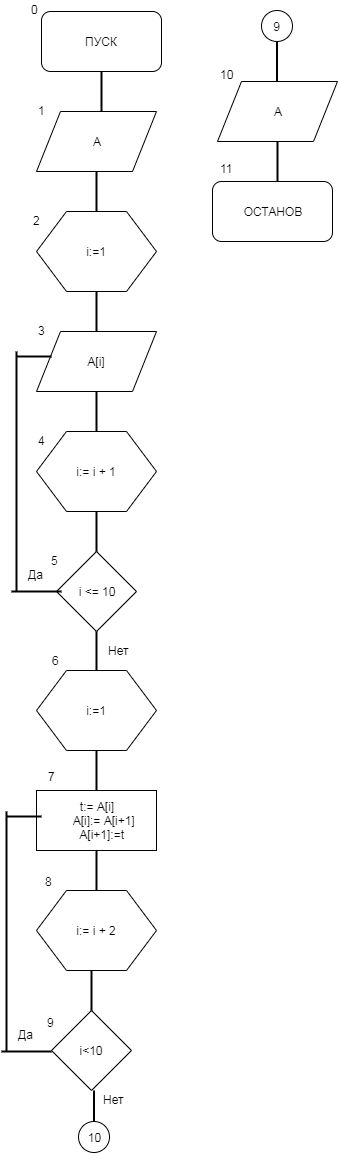 0
ПУСК
1
А
2
i:=1
3
A[i]
4
i:= i + 1
5
Да
i <= 10
Нет
6
i:=1
7
t:= A[i]
A[i]:= A[i+1]
A[i+1]:=t
8
i:= i + 2
9
Да
i<10
Нет
10
9
10
А
11
ОСТАНОВ